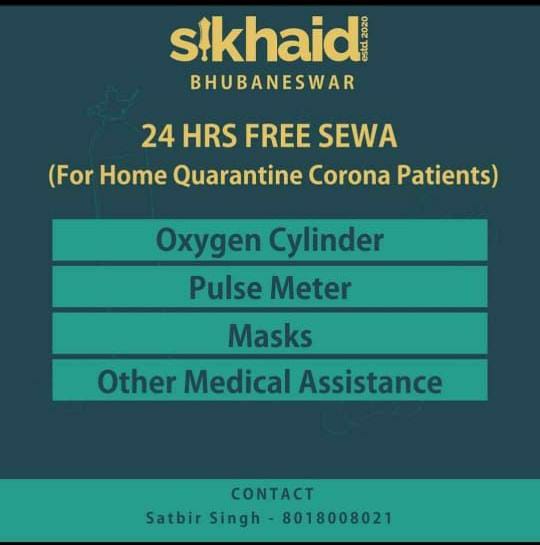 sikhaid
estd. 2020
BHUBANESWAR
24 HRS FREE SEWA
(For Home Quarantine Corona Patients)
Oxygen Cylinder
Pulse Meter
Masks
Other Medical Assistance
CONTACT
Satbir Singh - 8018008021